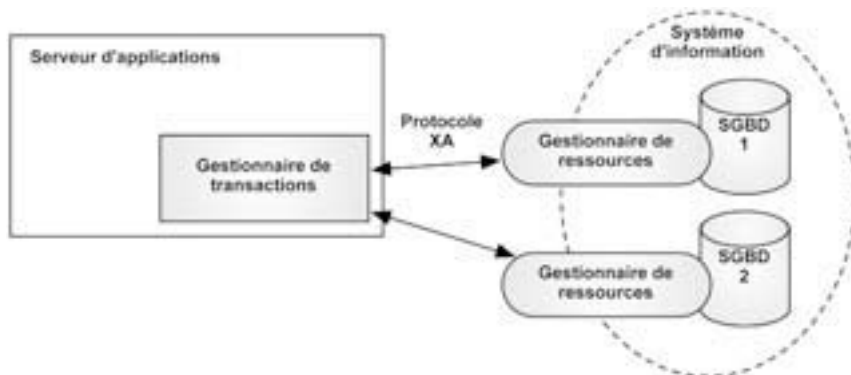 Serveur d'applications
Système
d'information
Protocole
XA
Gestionnaire de
transactions
Gestionnaire de
ressources
SGBD
1
Gestionnaire de
ressources
SGBD
2